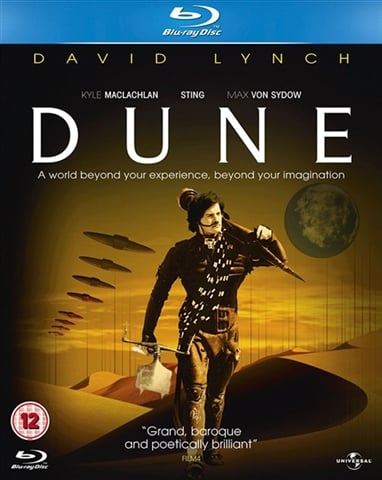 Blu-ray Disc
DAVID LYNCH
KYLE MACLACHLAN STING MAX VON SYDOW
DUNE
A world beyond your experience, beyond your imagination
12
"Grand, baroque
and poetically brilliant"
FILM4
Blu-ray Disc
UNIVERSAL